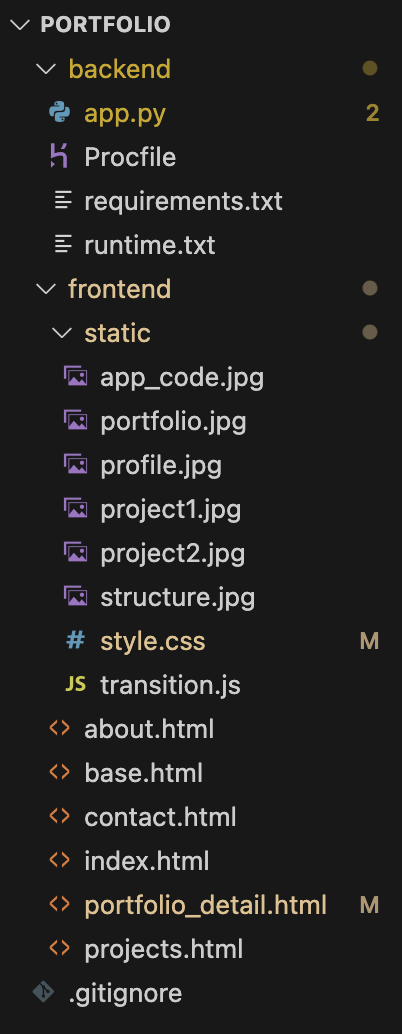 PORTFOLIO
backend
app.py 2
Procfile
requirements.txt
runtime.txt
frontend
static
app_code.jpg
portfolio.jpg
profile.jpg
project1.jpg
project2.jpg
structure.jpg
# style.css M
JS transition.js
<> about.html
<> base.html
<> contact.html
<> index.html
<> portfolio_detail.html M
<> projects.html
.gitignore